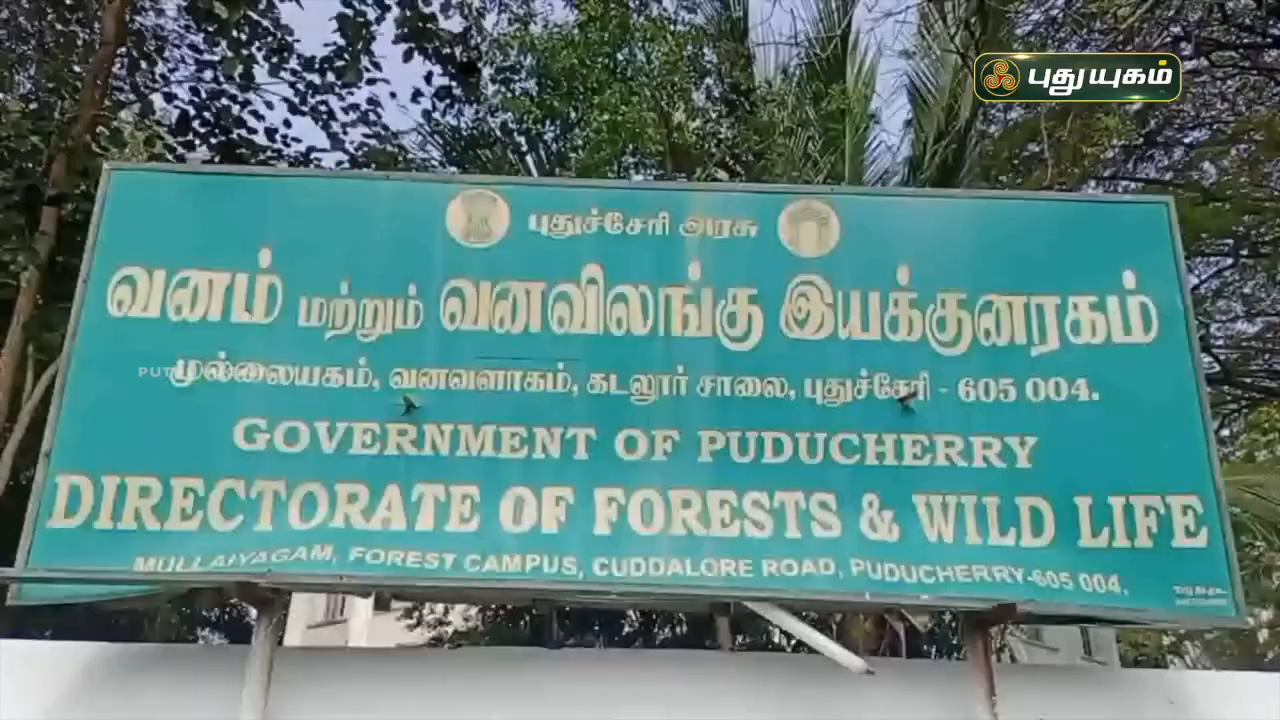 புதுயுகம்
புதுச்சேரி அரசு
வனம் மற்றும் வனவிலங்கு இயக்குனரகம்
முல்லையகம், வனவளாகம், கடலூர் சாலை, புதுச்சேரி - 605 004.
GOVERNMENT OF PUDUCHERRY
DIRECTORATE OF FORESTS & WILD LIFE
MULLAIYAGAM, FOREST CAMPUS, CUDDALORE ROAD, PUDUCHERRY-605 004.